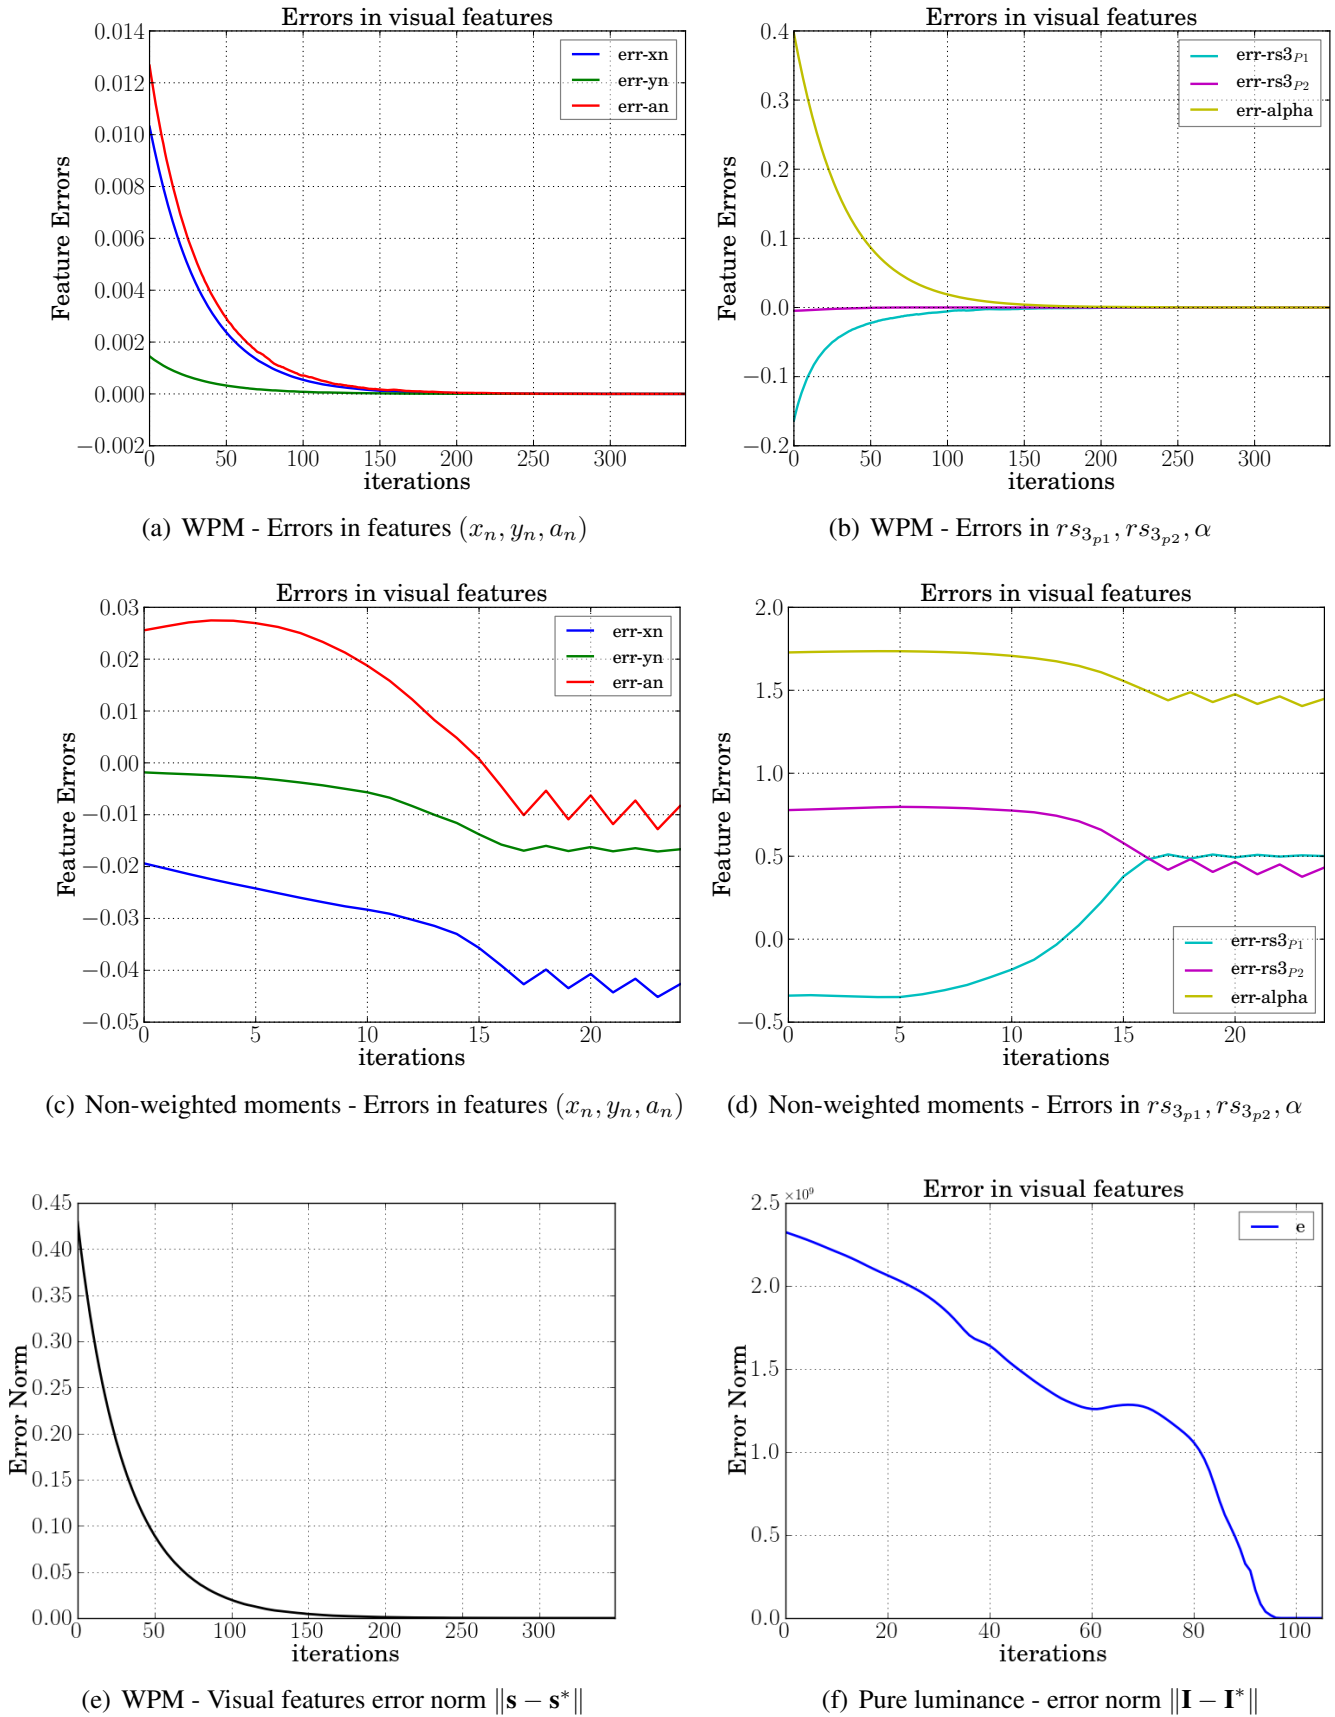 Errors in visual features
0.014
0.012
0.010
0.008
0.006
0.004
0.002
0.000
−0.002
Feature Errors
err-xn
err-yn
err-an
0 50 100 150 200 250 300
iterations
(a) WPM - Errors in features (xₙ, yₙ, aₙ)
Errors in visual features
0.4
0.3
0.2
0.1
0.0
−0.1
−0.2
Feature Errors
err-rs3P1
err-rs3P2
err-alpha
0 50 100 150 200 250 300
iterations
(b) WPM - Errors in rs3p1, rs3p2, α
Errors in visual features
0.03
0.02
0.01
0.00
−0.01
−0.02
−0.03
−0.04
−0.05
Feature Errors
err-xn
err-yn
err-an
0 5 10 15 20
iterations
(c) Non-weighted moments - Errors in features (xₙ, yₙ, aₙ)
Errors in visual features
2.0
1.5
1.0
0.5
0.0
−0.5
Feature Errors
err-rs3P1
err-rs3P2
err-alpha
0 5 10 15 20
iterations
(d) Non-weighted moments - Errors in rs3p1, rs3p2, α
0.45
0.40
0.35
0.30
0.25
0.20
0.15
0.10
0.05
0.00
Error Norm
0 50 100 150 200 250 300
iterations
(e) WPM - Visual features error norm ‖s − s*‖
Error in visual features
×10⁹
2.5
2.0
1.5
1.0
0.5
0.0
Error Norm
e
0 20 40 60 80 100
iterations
(f) Pure luminance - error norm ‖I − I*‖